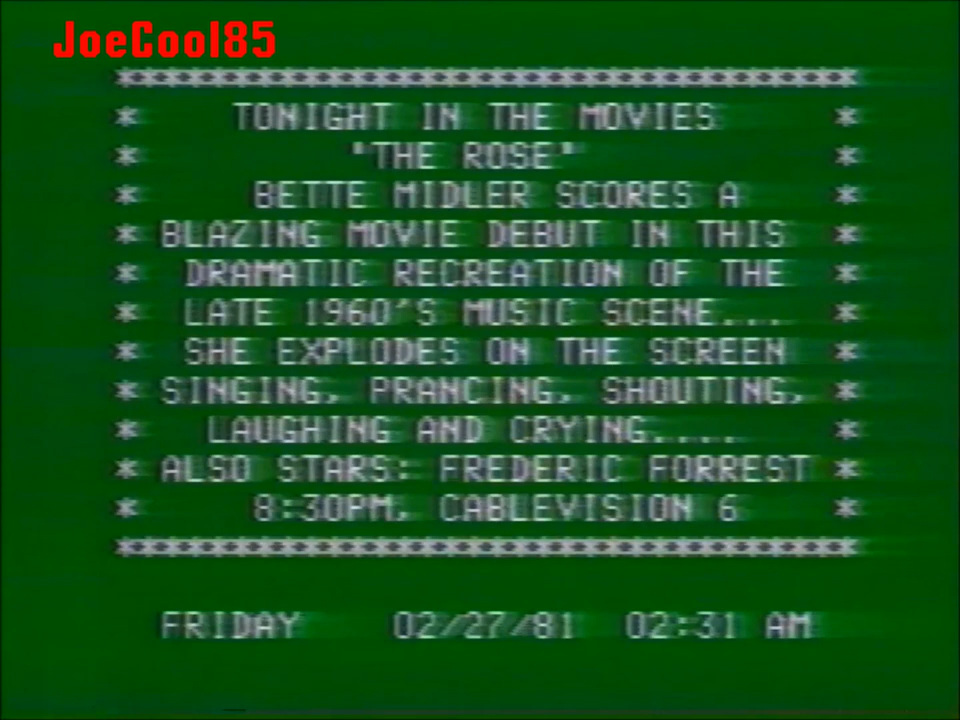 JoeCool85
*******************************
* TONIGHT IN THE MOVIES *
* "THE ROSE" *
* BETTE MIDLER SCORES A *
* BLAZING MOVIE DEBUT IN THIS *
* DRAMATIC RECREATION OF THE *
* LATE 1960'S MUSIC SCENE... *
* SHE EXPLODES ON THE SCREEN *
* SINGING, PRANCING, SHOUTING, *
* LAUGHING AND CRYING.... *
* ALSO STARS: FREDERIC FORREST *
* 8:30PM, CABLEVISION 6 *
*******************************
FRIDAY 02/27/81 02:31 AM